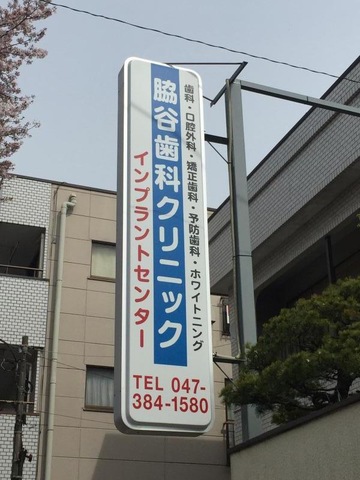 歯科・口腔外科・矯正歯科・予防歯科・ホワイトニング
脇谷歯科クリニック
インプラントセンター
TEL 047-
384-1580